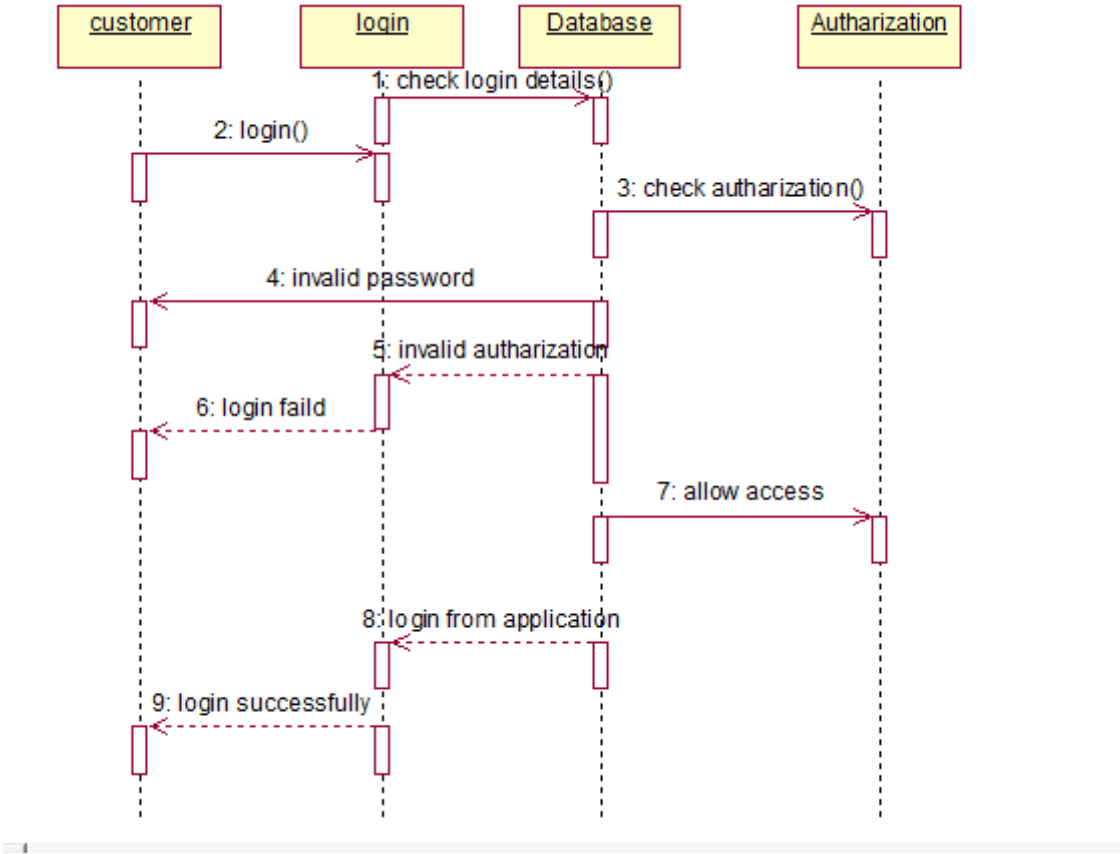 customer
login
Database
Autharization
1: check login details()
2: login()
3: check autharization()
4: invalid password
5: invalid autharization
6: login faild
7: allow access
8: login from application
9: login successfully